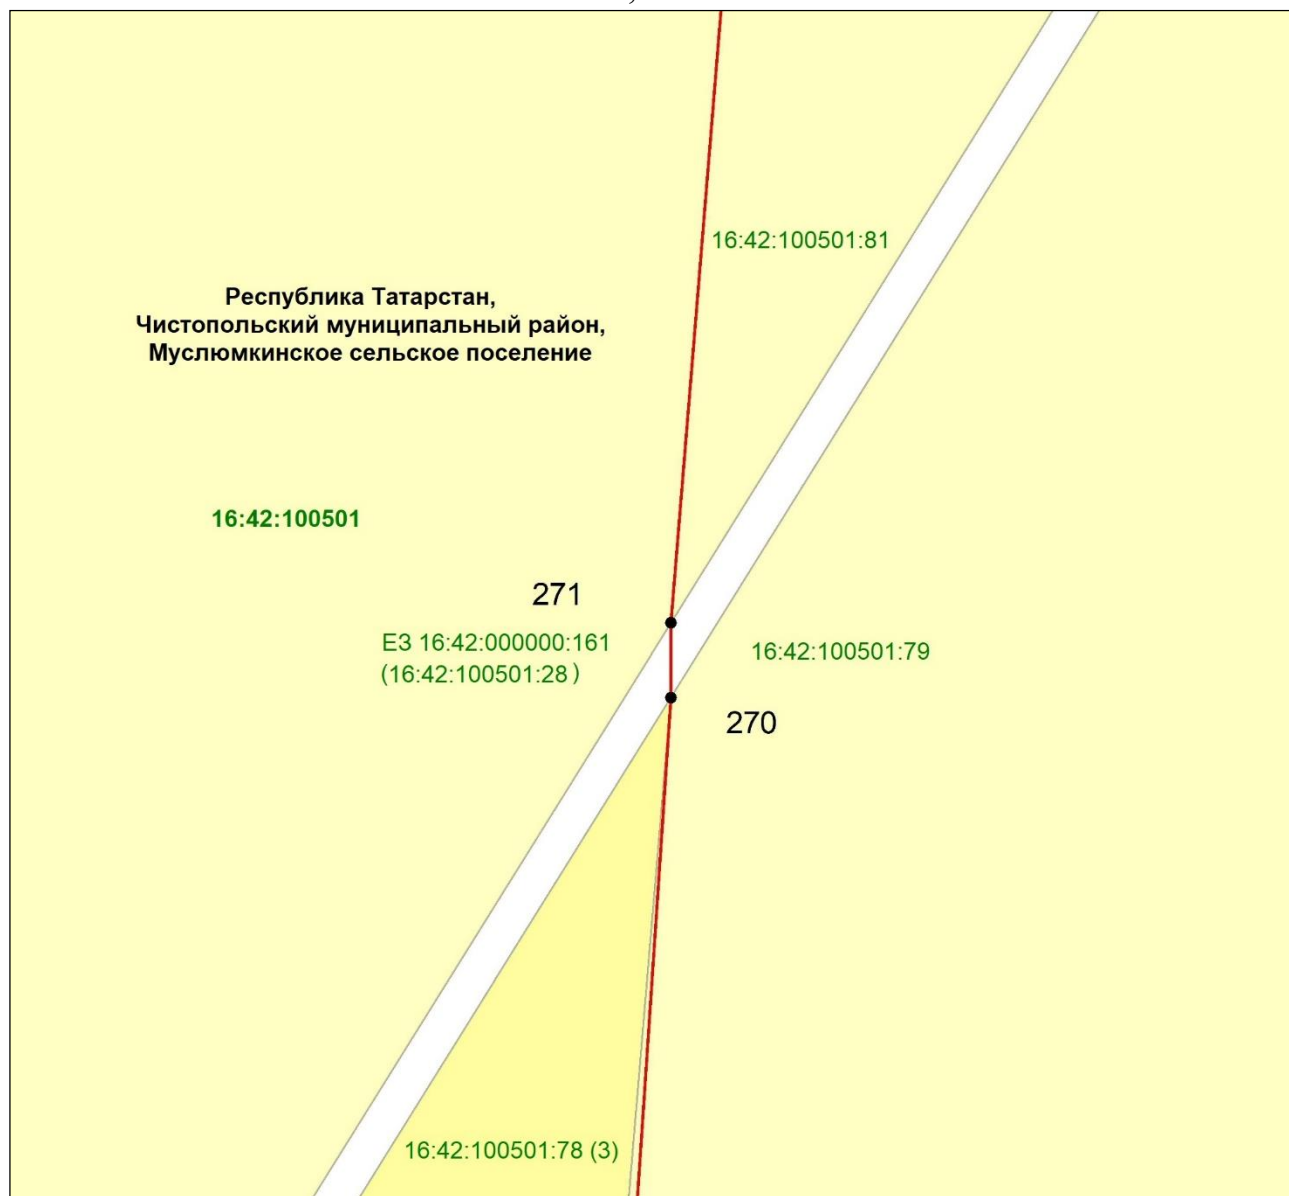 16:42:100501:81
Республика Татарстан,
Чистопольский муниципальный район,
Муслюмкинское сельское поселение
16:42:100501
271
ЕЗ 16:42:000000:161
(16:42:100501:28 )
16:42:100501:79
270
16:42:100501:78 (3)